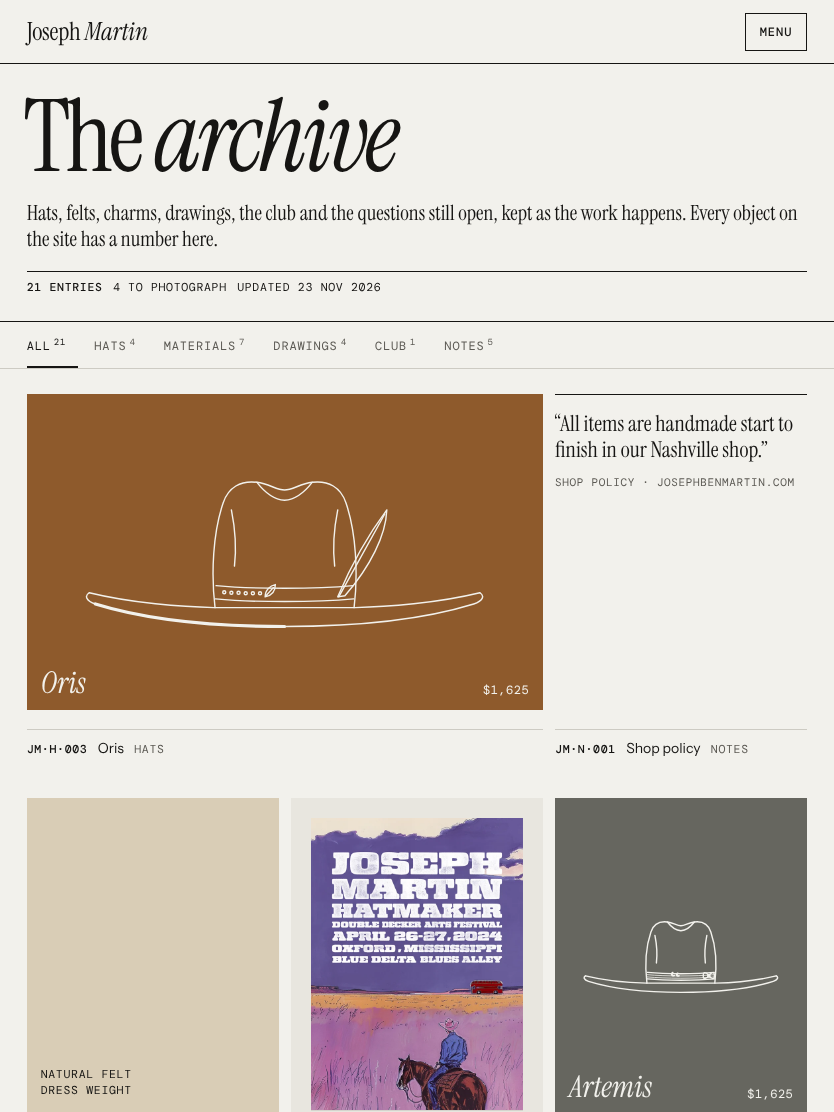 Joseph Martin
MENU
The archive
Hats, felts, charms, drawings, the club and the questions still open, kept as the work happens. Every object on
the site has a number here.
21 ENTRIES 4 TO PHOTOGRAPH UPDATED 23 NOV 2026
ALL 21 HATS 4 MATERIALS 7 DRAWINGS 4 CLUB 1 NOTES 5
“All items are handmade start to
finish in our Nashville shop.”
SHOP POLICY · JOSEPHBENMARTIN.COM
Oris
$1,625
JM·H·003 Oris HATS
JM·N·001 Shop policy NOTES
NATURAL FELT
DRESS WEIGHT
JOSEPH
MARTIN
HATMAKER
DOUBLE DECKER ARTS FESTIVAL
APRIL 26-27, 2024
OXFORD, MISSISSIPPI
BLUE DELTA BLUES ALLEY
Artemis
$1,625